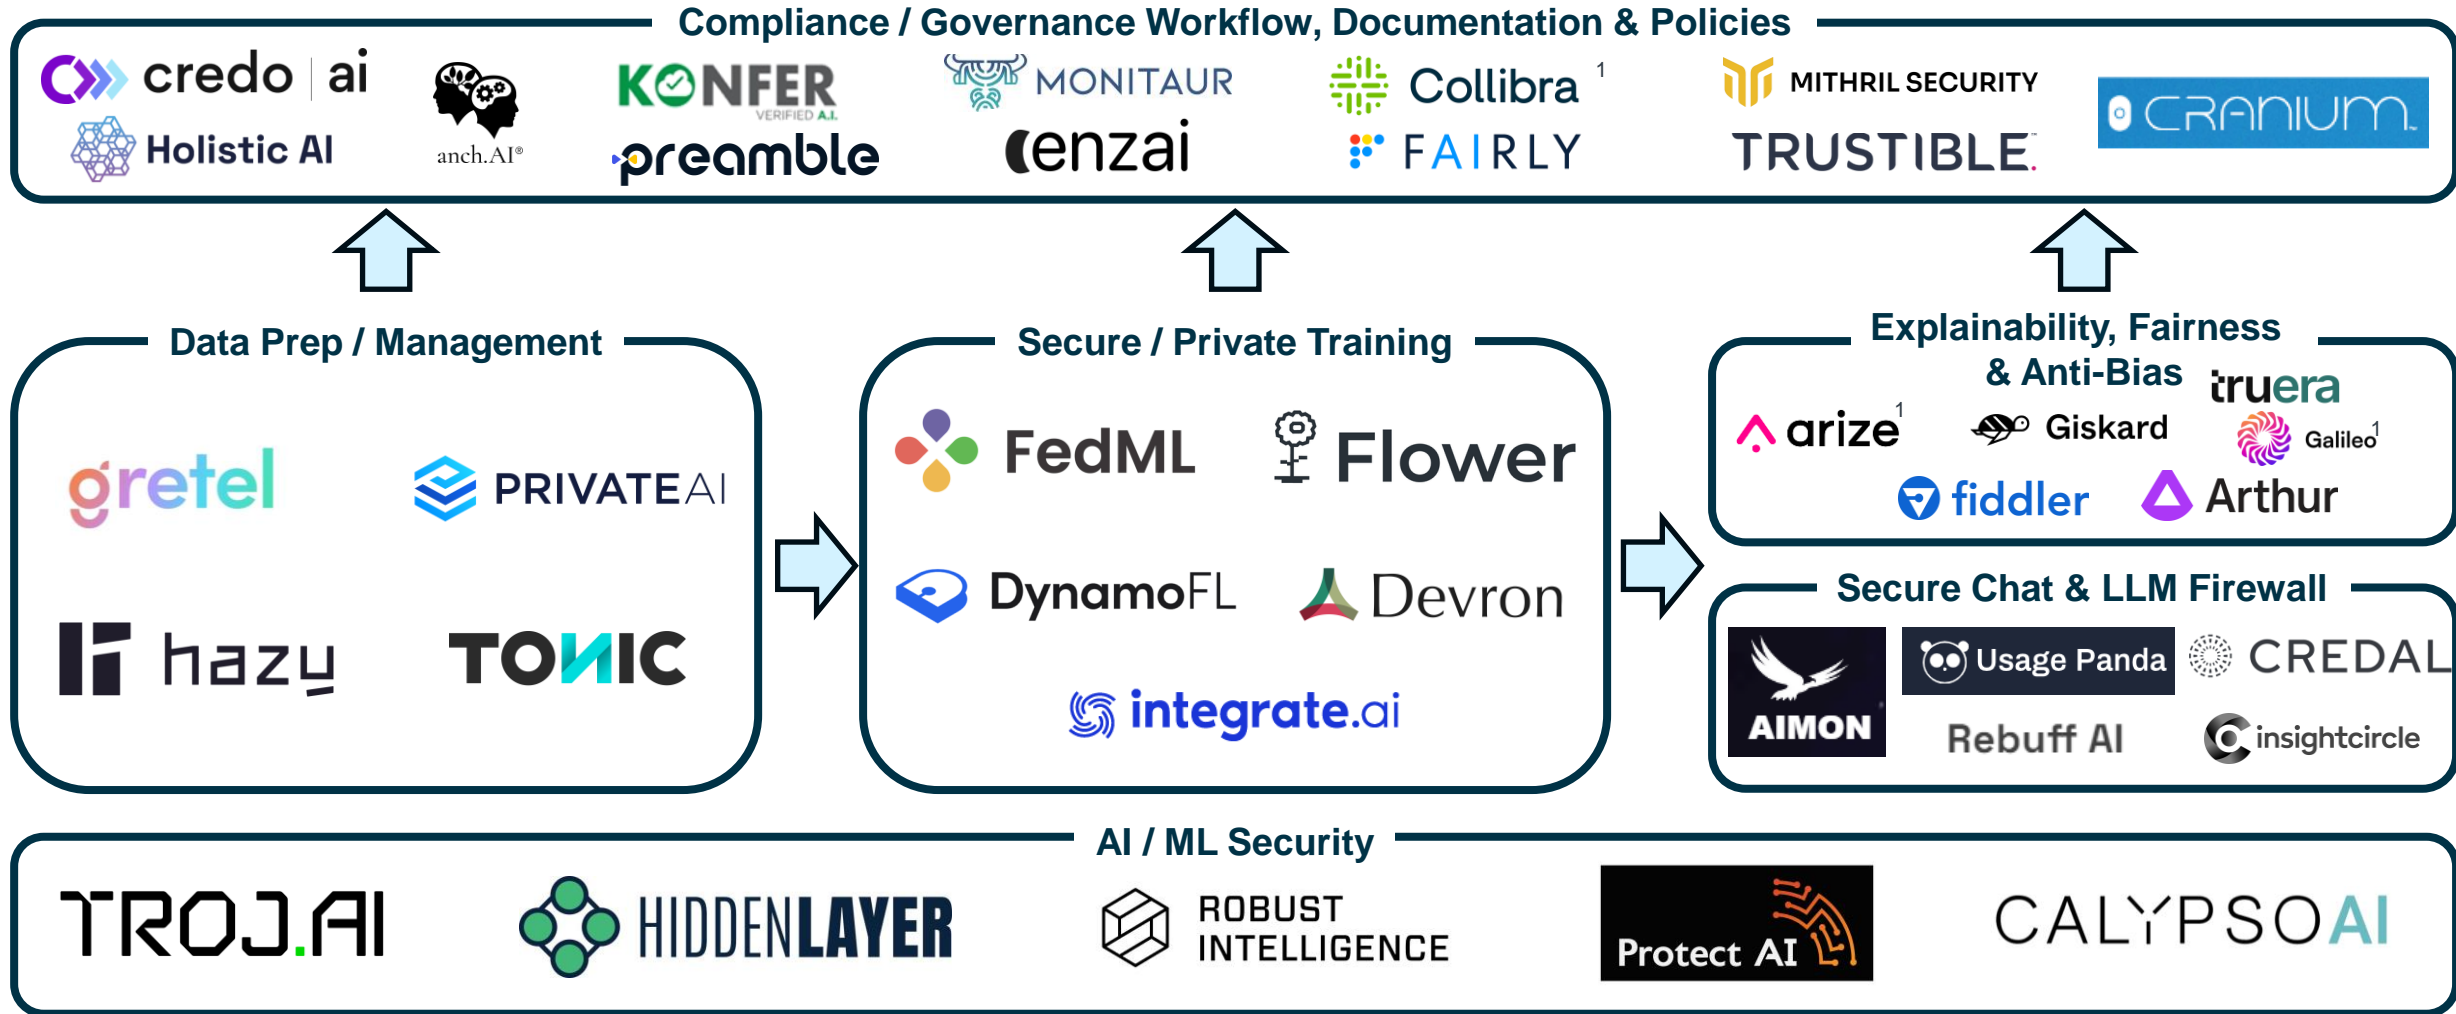 Compliance / Governance Workflow, Documentation & Policies
credo | ai
Holistic AI
anch.AI®
KONFER
VERIFIED A.I.
preamble
MONITAUR
enzai
Collibra 1
FAIRLY
MITHRIL SECURITY
TRUSTIBLE.
CRANIUM™
Data Prep / Management
gretel
PRIVATE AI
hazy
TONIC
Secure / Private Training
FedML
Flower
DynamoFL
Devron
integrate.ai
Explainability, Fairness
& Anti-Bias
truera
arize 1
Giskard
Galileo 1
fiddler
Arthur
Secure Chat & LLM Firewall
AIMON
Usage Panda
CREDAL
Rebuff AI
insightcircle
AI / ML Security
TROJ.AI
HIDDENLAYER
ROBUST
INTELLIGENCE
Protect AI
CALYPSOAI